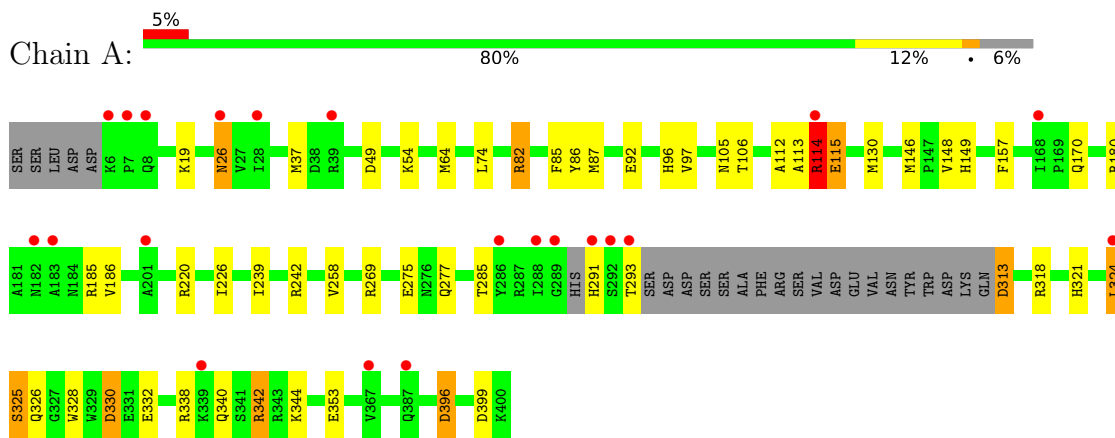 5%
Chain A:
80% 12% • 6%
SER SER LEU ASP ASP K6 P7 Q8 K19 N26 V27 I28 M37 D38 R39 D49 K54 M64 L74 R82 F85 Y86 M87 E92 H96 V97 N105 T106 A112 A113 R114 E115 M130 M146 P147 V148 H149 F157 I168 P169 Q170
A181 N182 A183 N184 R185 V186 A201 R220 I226 I239 R242 V258 R269 E275 N276 Q277 T285 Y286 R287 I288 G289 HIS H291 S292 T293 SER ASP ASP SER SER ALA PHE ARG SER VAL ASP GLU VAL ASN TYR TRP ASP LYS GLN D313 R318 H321
S325 Q326 G327 W328 W329 D330 E331 E332 R338 K339 Q340 S341 R342 R343 K344 E353 V367 Q387 D396 D399 K400